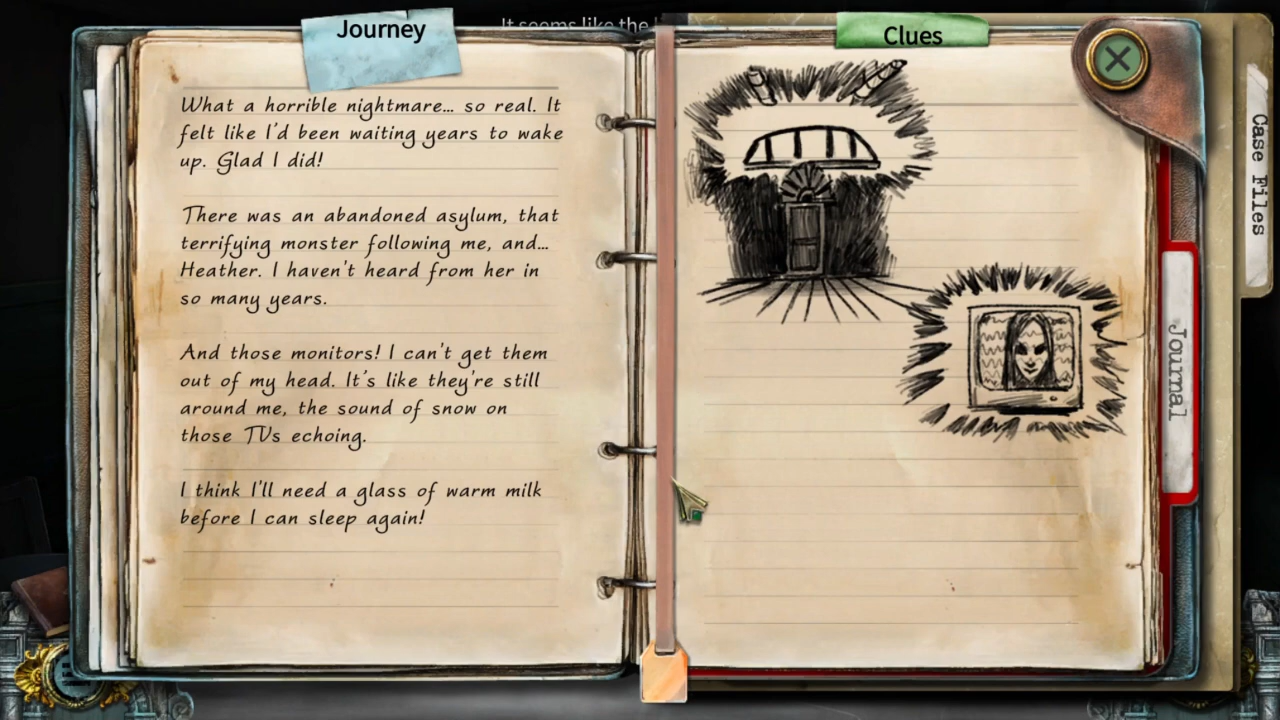 It seems like the
Journey
Clues
What a horrible nightmare... so real. It
felt like I'd been waiting years to wake
up. Glad I did!
There was an abandoned asylum, that
terrifying monster following me, and...
Heather. I haven't heard from her in
so many years.
And those monitors! I can't get them
out of my head. It's like they're still
around me, the sound of snow on
those TVs echoing.
I think I'll need a glass of warm milk
before I can sleep again!
Case Files
Journal